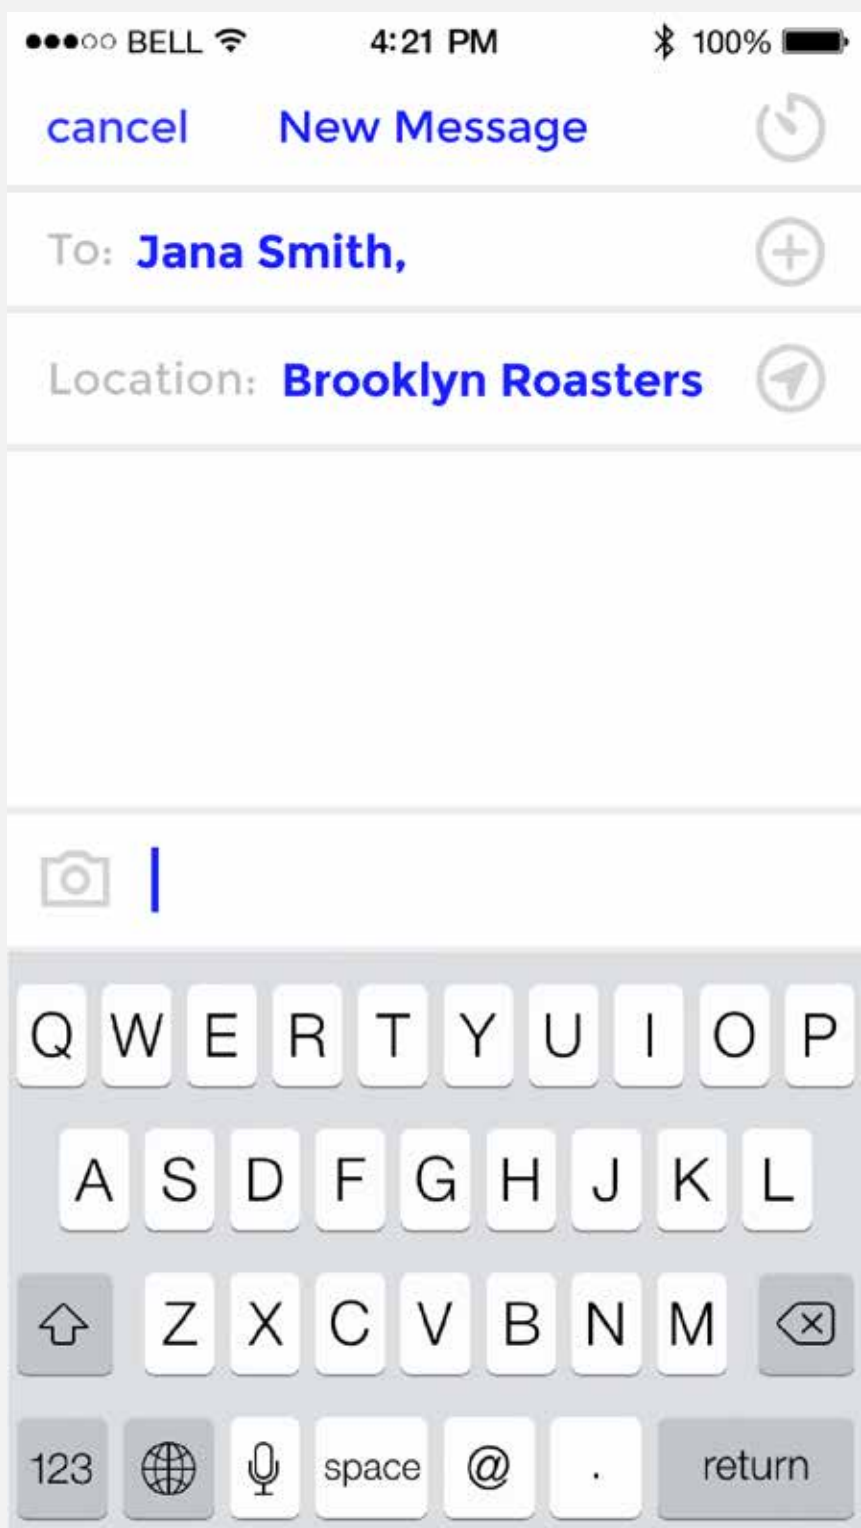 BELL 4:21 PM 100%
cancel New Message
To: Jana Smith,
Location: Brooklyn Roasters
Q W E R T Y U I O P
A S D F G H J K L
Z X C V B N M
123 space @ . return